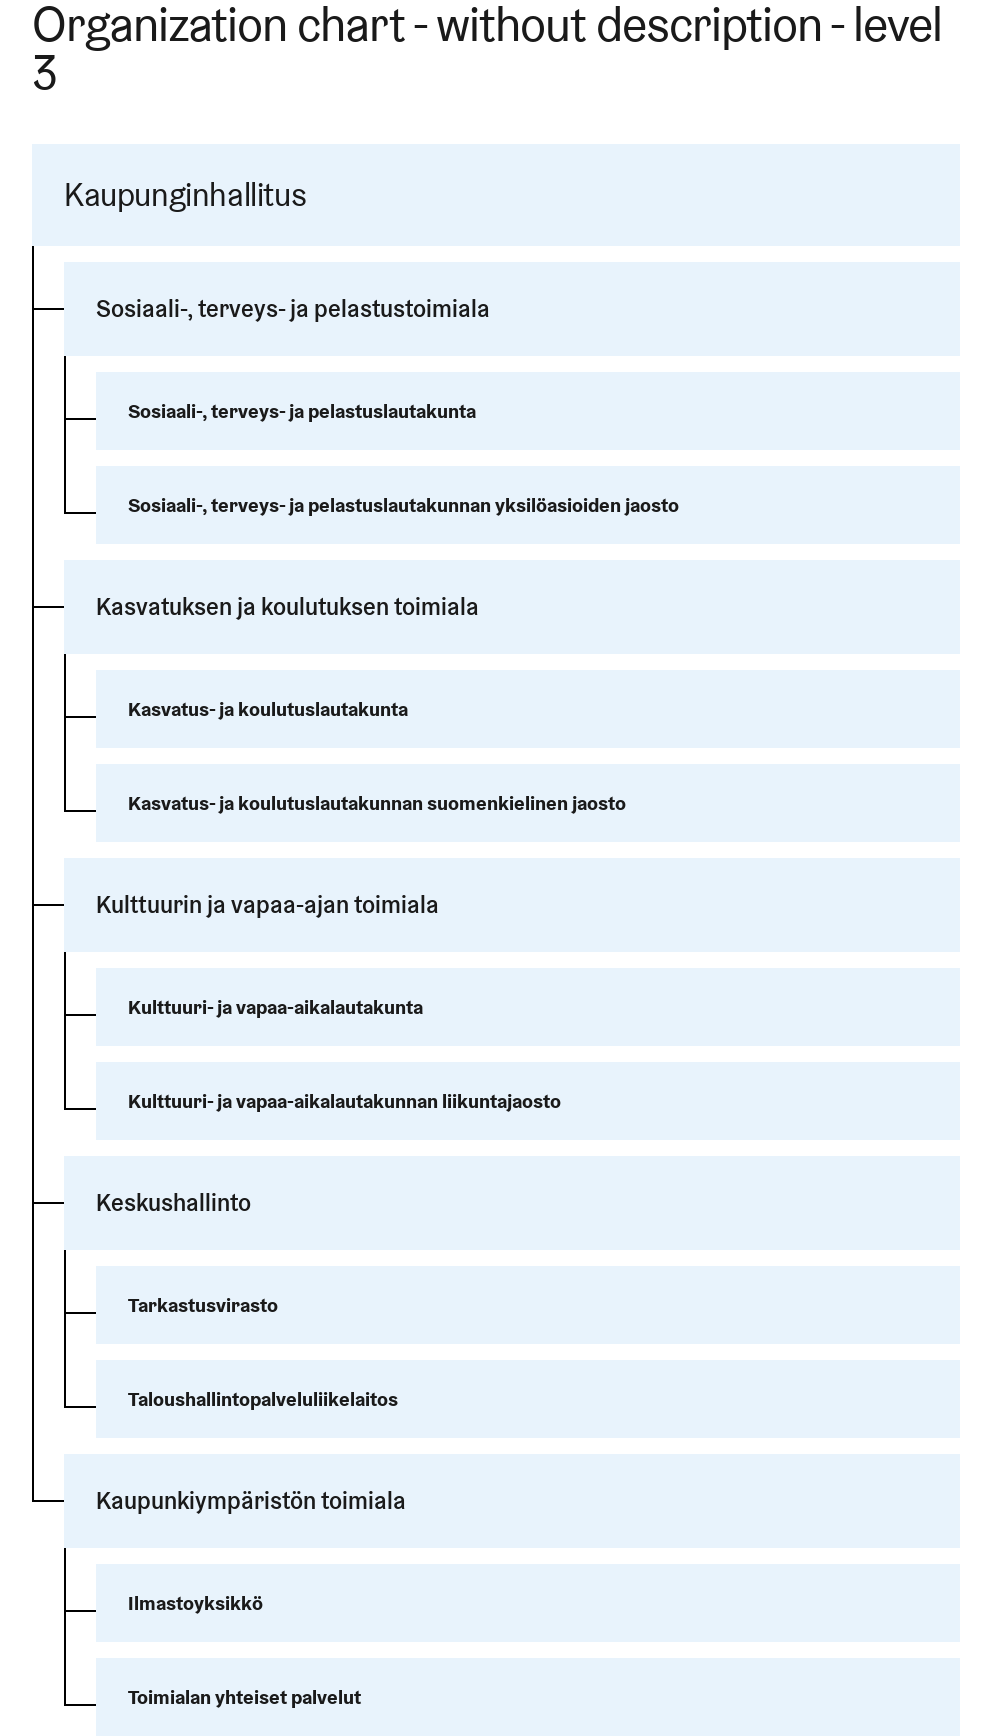 Organization chart - without description - level
3
Kaupunginhallitus
Sosiaali-, terveys- ja pelastustoimiala
Sosiaali-, terveys- ja pelastuslautakunta
Sosiaali-, terveys- ja pelastuslautakunnan yksilöasioiden jaosto
Kasvatuksen ja koulutuksen toimiala
Kasvatus- ja koulutuslautakunta
Kasvatus- ja koulutuslautakunnan suomenkielinen jaosto
Kulttuurin ja vapaa-ajan toimiala
Kulttuuri- ja vapaa-aikalautakunta
Kulttuuri- ja vapaa-aikalautakunnan liikuntajaosto
Keskushallinto
Tarkastusvirasto
Taloushallintopalveluliikelaitos
Kaupunkiympäristön toimiala
Ilmastoyksikkö
Toimialan yhteiset palvelut